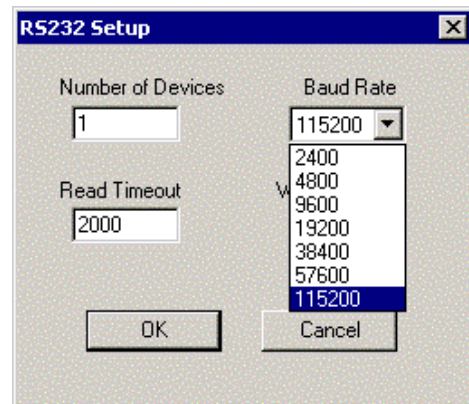 RS232 Setup
Number of Devices
Baud Rate
1
115200
2400
4800
9600
19200
38400
57600
115200
Read Timeout
2000
OK
Cancel